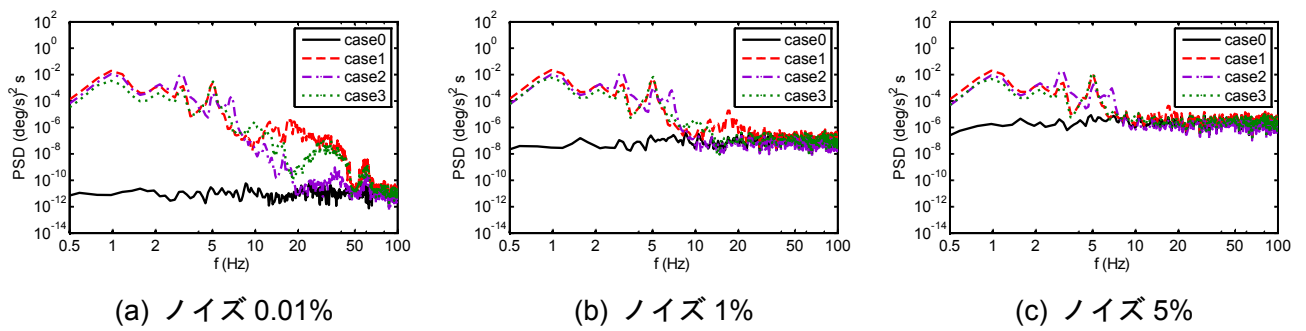 10^2
10^0
10^-2
10^-4
10^-6
10^-8
10^-10
10^-12
10^-14
PSD (deg/s)^2 s
case0
case1
case2
case3
0.5 1 2 5 10 20 50 100
f (Hz)
(a) ノイズ 0.01%
10^2
10^0
10^-2
10^-4
10^-6
10^-8
10^-10
10^-12
10^-14
PSD (deg/s)^2 s
case0
case1
case2
case3
0.5 1 2 5 10 20 50 100
f (Hz)
(b) ノイズ 1%
10^2
10^0
10^-2
10^-4
10^-6
10^-8
10^-10
10^-12
10^-14
PSD (deg/s)^2 s
case0
case1
case2
case3
0.5 1 2 5 10 20 50 100
f (Hz)
(c) ノイズ 5%